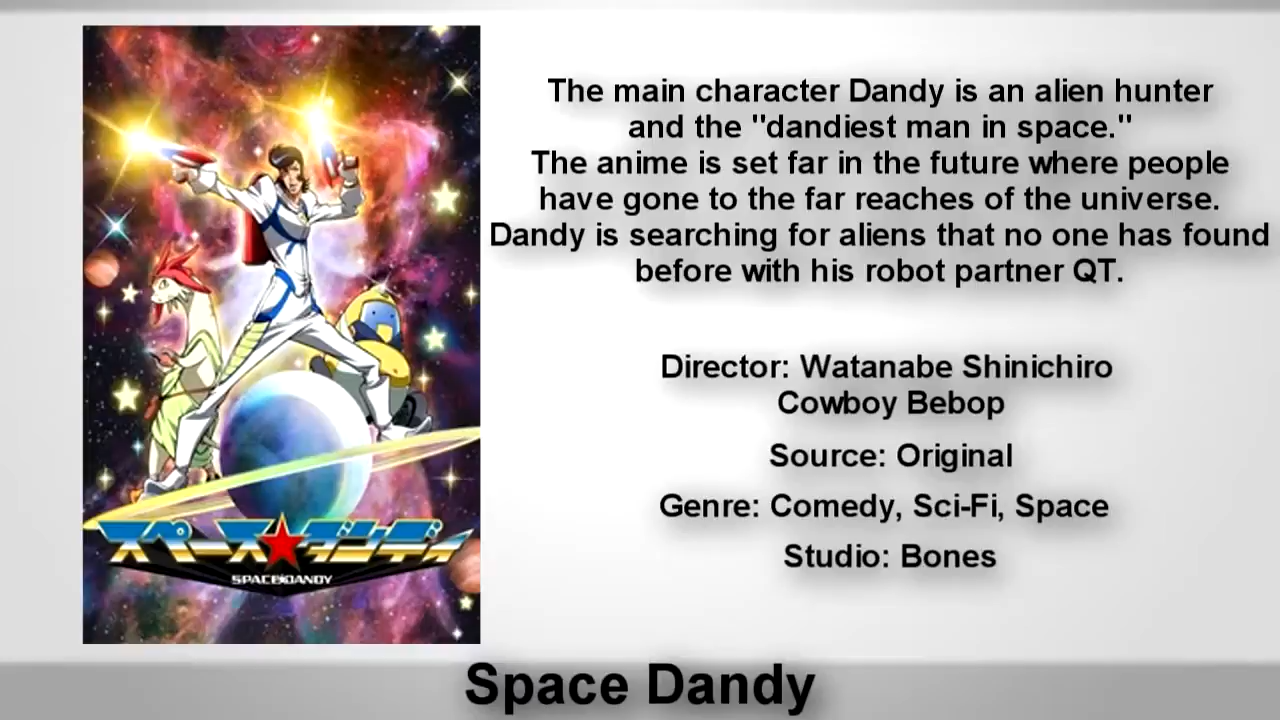 The main character Dandy is an alien hunter
and the "dandiest man in space."
The anime is set far in the future where people
have gone to the far reaches of the universe.
Dandy is searching for aliens that no one has found
before with his robot partner QT.
Director: Watanabe Shinichiro
Cowboy Bebop
Source: Original
Genre: Comedy, Sci-Fi, Space
Studio: Bones
スペース★ダンディ
SPACE☆DANDY
Space Dandy